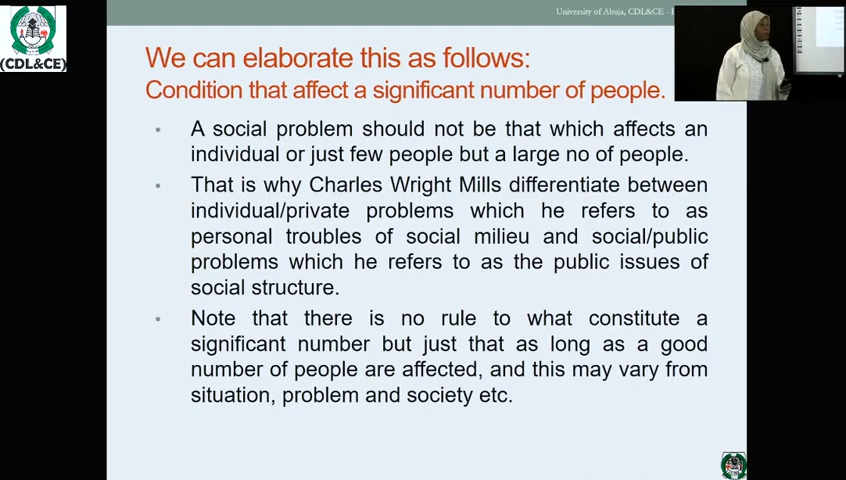 University of Abuja, CDL&CE -
(CDL&CE)
We can elaborate this as follows:
Condition that affect a significant number of people.
• A social problem should not be that which affects an
individual or just few people but a large no of people.
• That is why Charles Wright Mills differentiate between
individual/private problems which he refers to as
personal troubles of social milieu and social/public
problems which he refers to as the public issues of
social structure.
• Note that there is no rule to what constitute a
significant number but just that as long as a good
number of people are affected, and this may vary from
situation, problem and society etc.